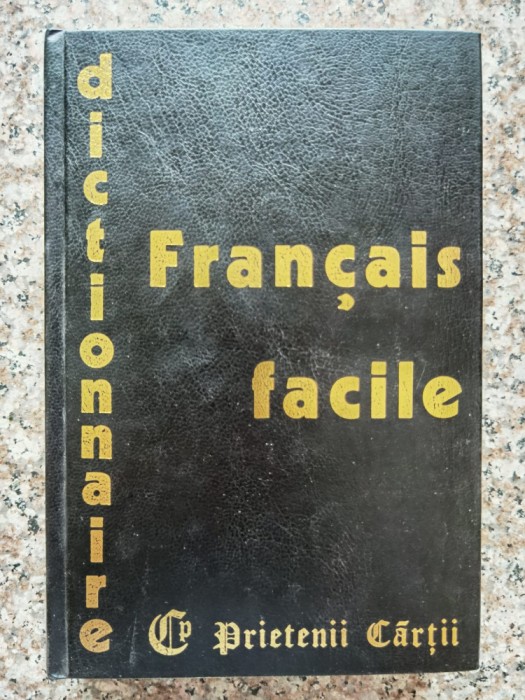 dictionnaire
Français
facile
Cp Prietenii Cărții